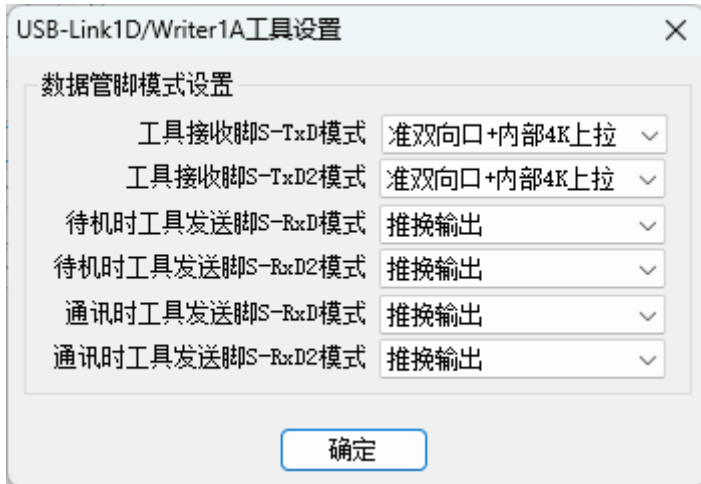 USB-Link1D/Writer1A工具设置
数据管脚模式设置
工具接收脚S-TxD模式 准双向口+内部4K上拉
工具接收脚S-TxD2模式 准双向口+内部4K上拉
待机时工具发送脚S-RxD模式 推挽输出
待机时工具发送脚S-RxD2模式 推挽输出
通讯时工具发送脚S-RxD模式 推挽输出
通讯时工具发送脚S-RxD2模式 推挽输出
确定